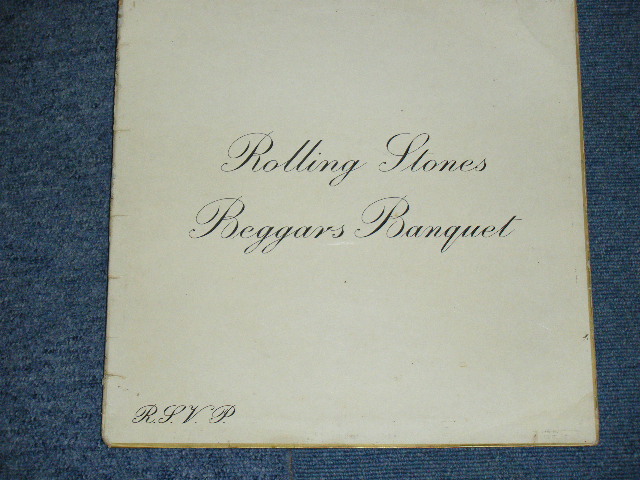 Rolling Stones
Beggars Banquet
R.S.V.P.